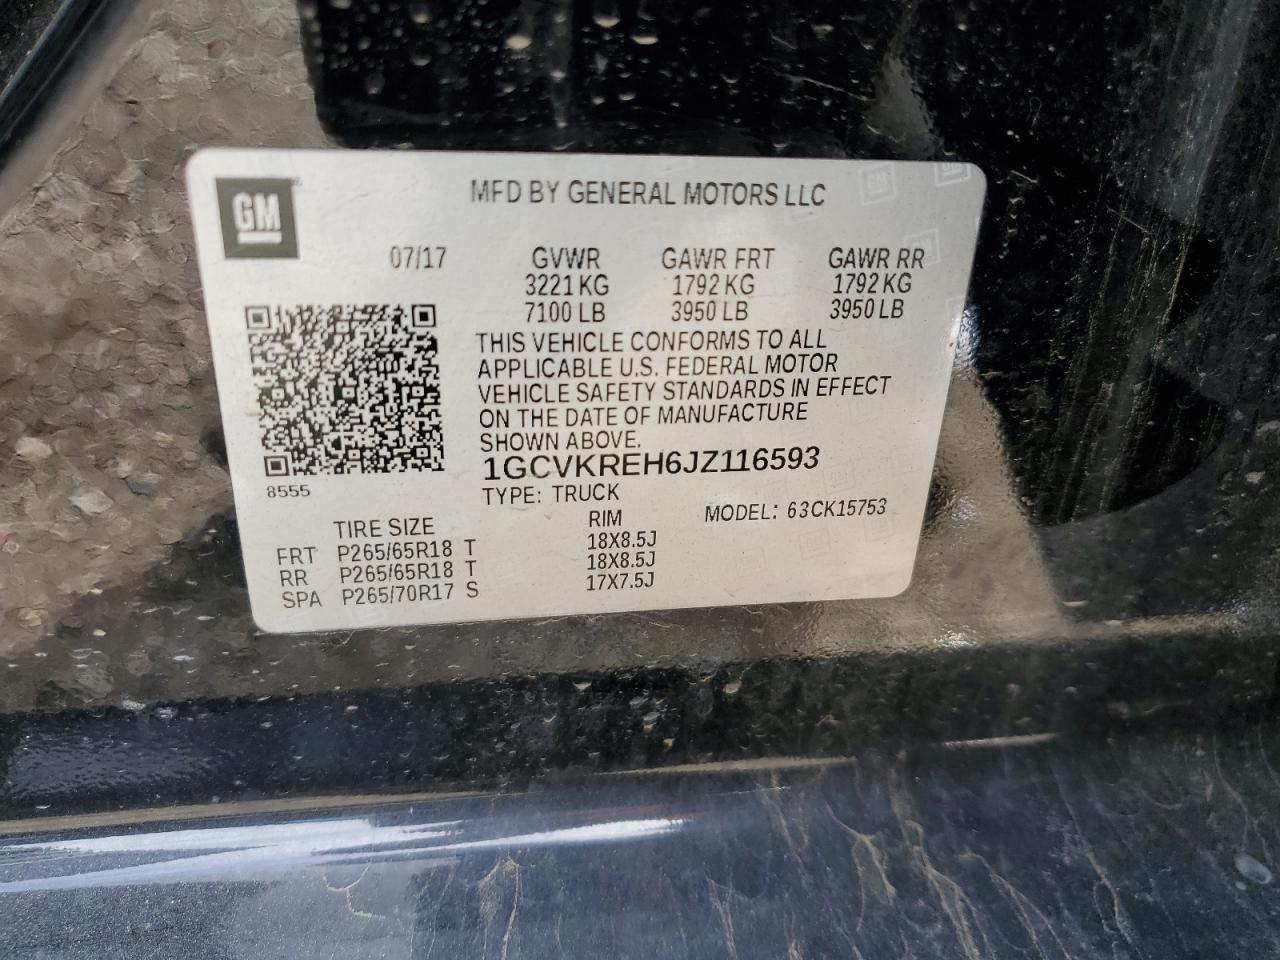 GM
MFD BY GENERAL MOTORS LLC
07/17 GVWR GAWR FRT GAWR RR
3221 KG 1792 KG 1792 KG
7100 LB 3950 LB 3950 LB
THIS VEHICLE CONFORMS TO ALL
APPLICABLE U.S. FEDERAL MOTOR
VEHICLE SAFETY STANDARDS IN EFFECT
ON THE DATE OF MANUFACTURE
SHOWN ABOVE.
1GCVKREH6JZ116593
8555
TYPE: TRUCK
MODEL: 63CK15753
TIRE SIZE RIM
FRT P265/65R18 T 18X8.5J
RR P265/65R18 T 18X8.5J
SPA P265/70R17 S 17X7.5J